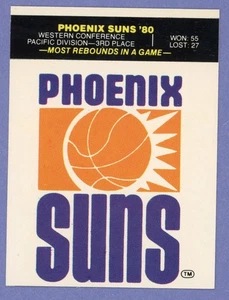 PHOENIX SUNS '80
WESTERN CONFERENCE
PACIFIC DIVISION—3RD PLACE
WON: 55
LOST: 27
—MOST REBOUNDS IN A GAME—
PHOENIX
SUNS
TM